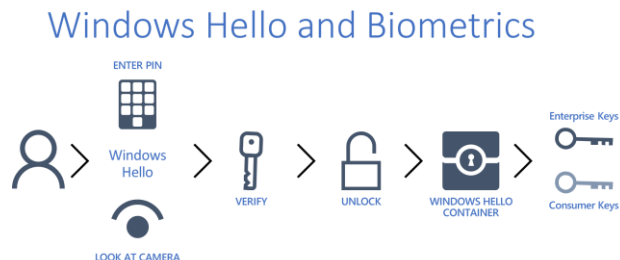 Windows Hello and Biometrics
ENTER PIN
Windows
Hello
LOOK AT CAMERA
VERIFY
UNLOCK
WINDOWS HELLO
CONTAINER
Enterprise Keys
Consumer Keys